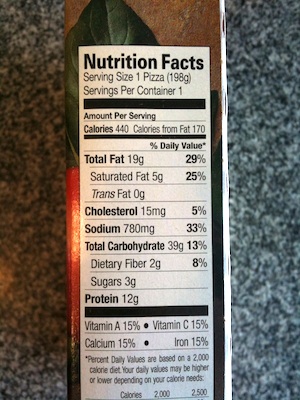 Nutrition Facts
Serving Size 1 Pizza (198g)
Servings Per Container 1
Amount Per Serving
Calories 440 Calories from Fat 170
% Daily Value*
Total Fat 19g 29%
Saturated Fat 5g 25%
Trans Fat 0g
Cholesterol 15mg 5%
Sodium 780mg 33%
Total Carbohydrate 39g 13%
Dietary Fiber 2g 8%
Sugars 3g
Protein 12g
Vitamin A 15% • Vitamin C 15%
Calcium 15% • Iron 15%
*Percent Daily Values are based on a 2,000
calorie diet. Your daily values may be higher
or lower depending on your calorie needs:
Calories 2,000 2,500